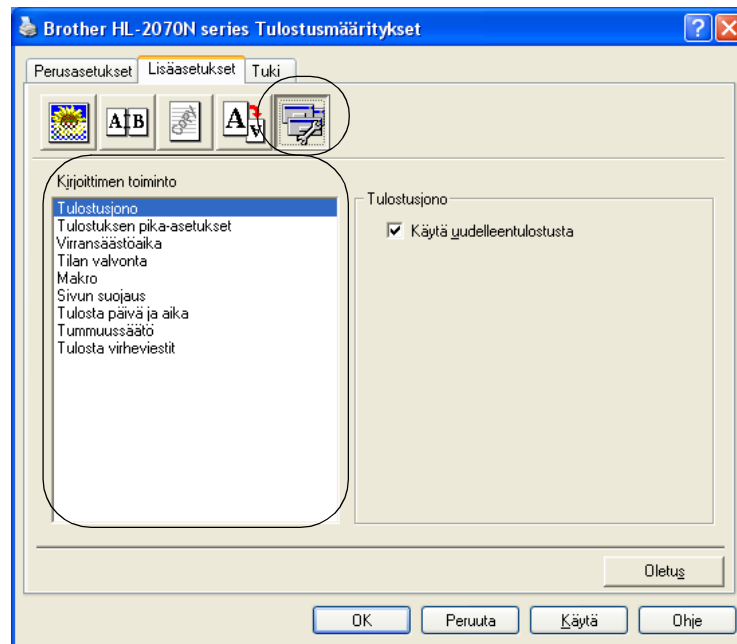 Brother HL-2070N series Tulostusmääritykset
Perusasetukset Lisäasetukset Tuki
A B COPY A A
Kirjoittimen toiminto
Tulostusjono
Tulostuksen pika-asetukset
Virransäästöaika
Tilan valvonta
Makro
Sivun suojaus
Tulosta päivä ja aika
Tummuussäätö
Tulosta virheviestit
Tulostusjono
Käytä uudelleentulostusta
Oletus
OK Peruuta Käytä Ohje